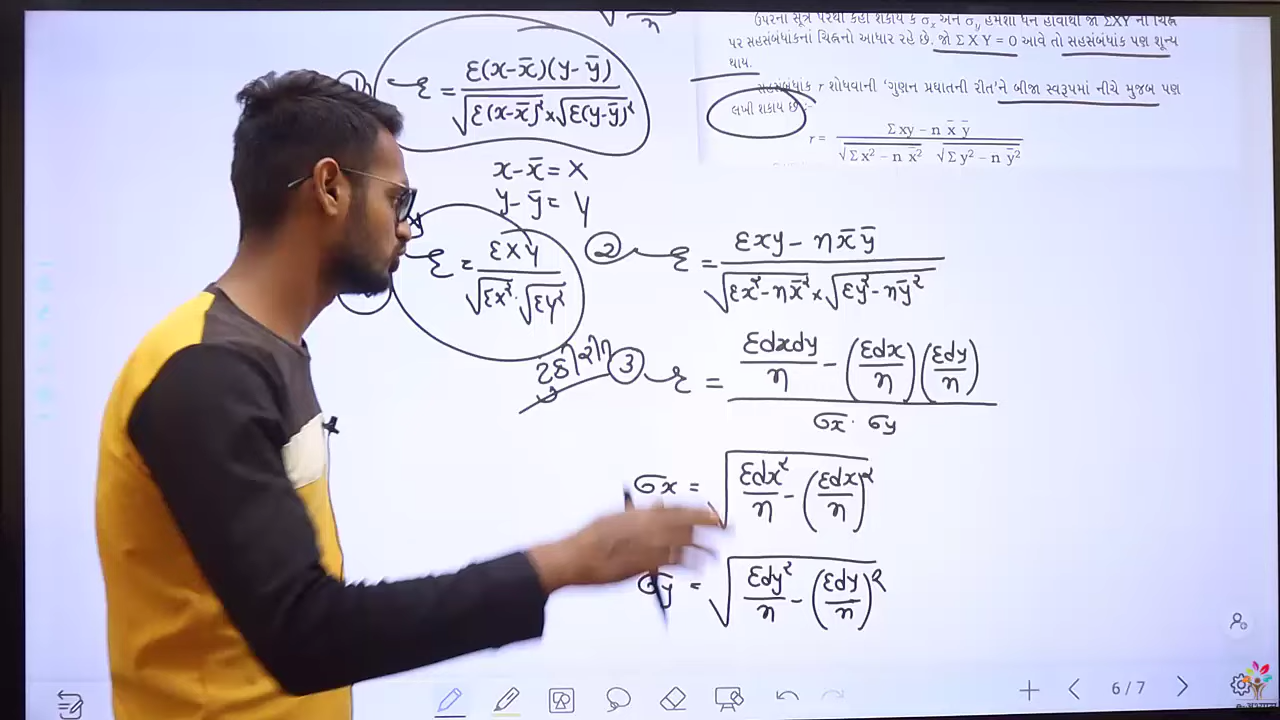 ઉપરના સૂત્ર પરથી કહી શકાય કે σx અને σy હંમેશા ધન હોવાથી જો ΣXY ની ચિહ્ન
પર સહસંબંધાંકનાં ચિહ્નનો આધાર રહે છે. જો Σ X Y = 0 આવે તો સહસંબંધાંક પણ શૂન્ય
થાય.
સહસંબંધાંક r શોધવાની ‘ગુણન પ્રઘાતની રીત’ને બીજા સ્વરૂપમાં નીચે મુજબ પણ
લખી શકાય છે :-
r = Σxy – n x̄ ȳ / √Σx² – n x̄² √Σy² – n ȳ²
r = Σ(x-x̄)(y-ȳ) / √Σ(x-x̄)² × √Σ(y-ȳ)²
x-x̄ = X
y-ȳ = Y
r = ΣXY / √Σx² · √Σy²
② r = Σxy - nx̄ȳ / √Σx²-nx̄² × √Σy²-nȳ²
③ r = Σdxdy/n - (Σdx/n)(Σdy/n) / σx · σy
σx = √Σdx²/n - (Σdx/n)²
σy = √Σdy²/n - (Σdy/n)²
6 / 7